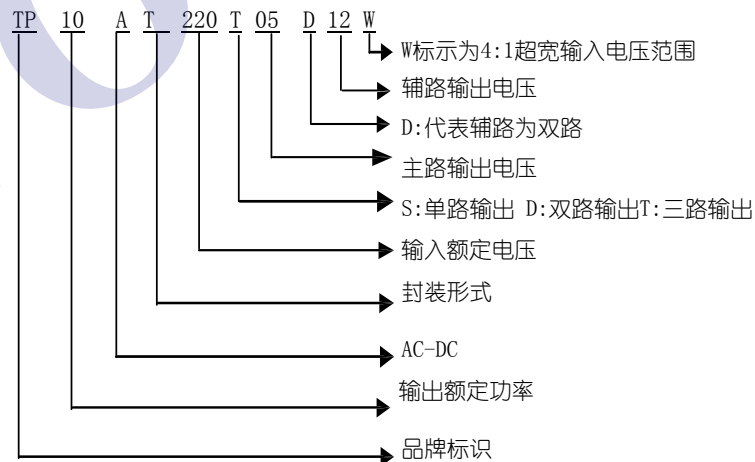 TP 10 A T 220 T 05 D 12 W
W标示为4:1超宽输入电压范围
辅路输出电压
D:代表辅路为双路
主路输出电压
S:单路输出 D:双路输出T:三路输出
输入额定电压
封装形式
AC-DC
输出额定功率
品牌标识